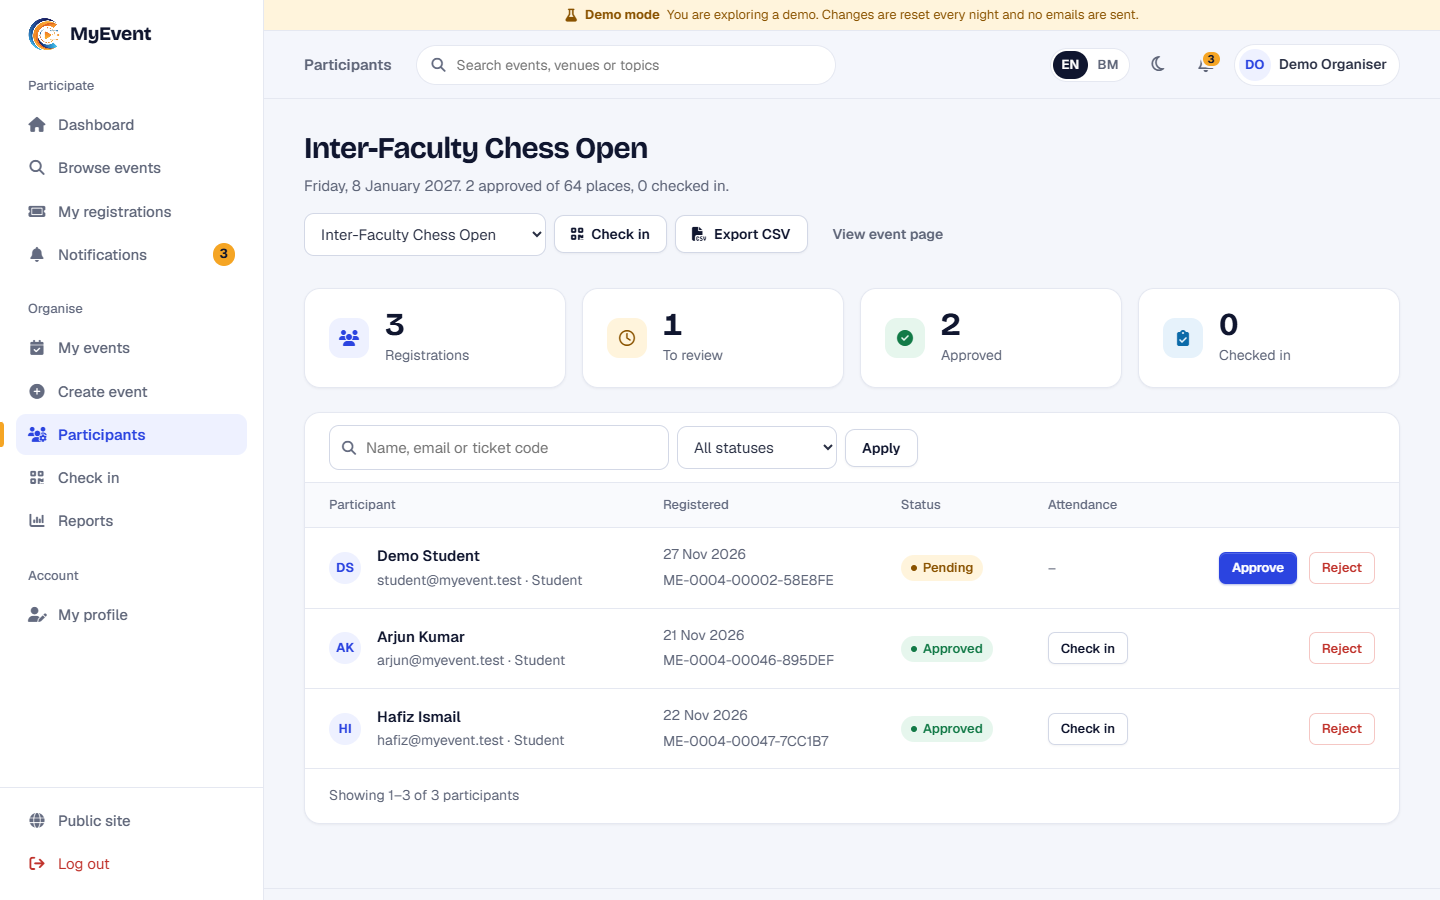 MyEvent
Participate
Dashboard
Browse events
My registrations
Notifications 3
Organise
My events
Create event
Participants
Check in
Reports
Account
My profile
Public site
Log out
Demo mode You are exploring a demo. Changes are reset every night and no emails are sent.
Participants
Search events, venues or topics
EN BM
3
DO Demo Organiser
Inter-Faculty Chess Open
Friday, 8 January 2027. 2 approved of 64 places, 0 checked in.
Inter-Faculty Chess Open
Check in
CSV Export CSV
View event page
3
Registrations
1
To review
2
Approved
0
Checked in
Name, email or ticket code
All statuses
Apply
Participant Registered Status Attendance
DS Demo Student
student@myevent.test · Student
27 Nov 2026
ME-0004-00002-58E8FE
Pending
–
Approve
Reject
AK Arjun Kumar
arjun@myevent.test · Student
21 Nov 2026
ME-0004-00046-895DEF
Approved
Check in
Reject
HI Hafiz Ismail
hafiz@myevent.test · Student
22 Nov 2026
ME-0004-00047-7CC1B7
Approved
Check in
Reject
Showing 1–3 of 3 participants